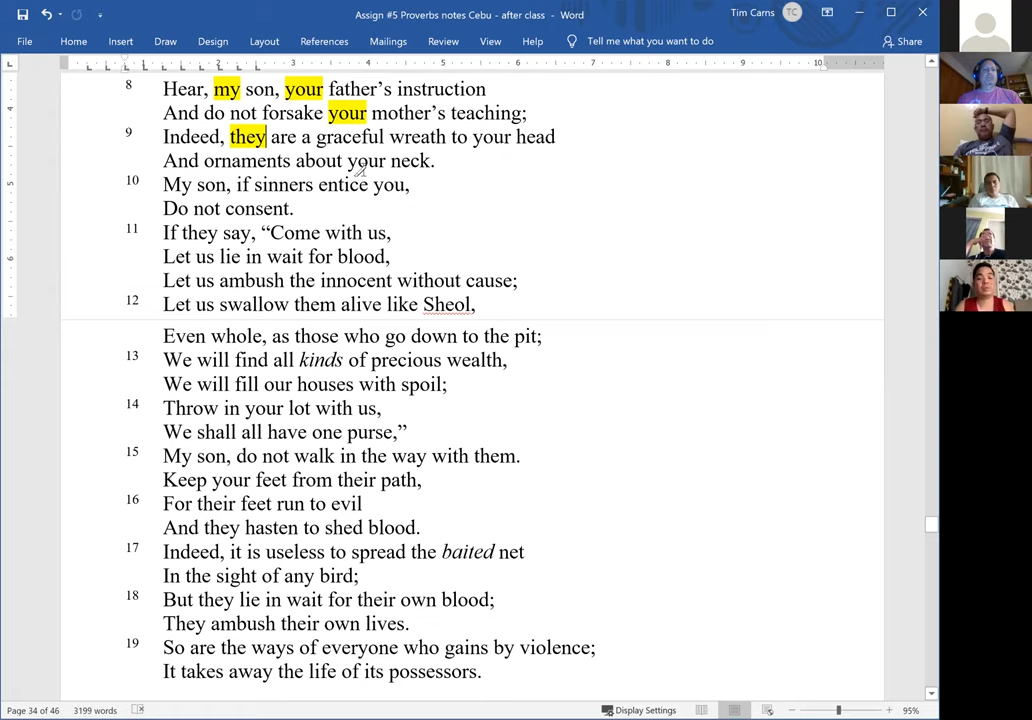 Assign #5 Proverbs notes Cebu - after class - Word
Tim Carns TC
File Home Insert Draw Design Layout References Mailings Review View Help Tell me what you want to do Share
1 2 3 4 5 6 7 8 9 10
8 Hear, my son, your father’s instruction
And do not forsake your mother’s teaching;
9 Indeed, they are a graceful wreath to your head
And ornaments about your neck.
10 My son, if sinners entice you,
Do not consent.
11 If they say, “Come with us,
Let us lie in wait for blood,
Let us ambush the innocent without cause;
12 Let us swallow them alive like Sheol,
Even whole, as those who go down to the pit;
13 We will find all kinds of precious wealth,
We will fill our houses with spoil;
14 Throw in your lot with us,
We shall all have one purse,”
15 My son, do not walk in the way with them.
Keep your feet from their path,
16 For their feet run to evil
And they hasten to shed blood.
17 Indeed, it is useless to spread the baited net
In the sight of any bird;
18 But they lie in wait for their own blood;
They ambush their own lives.
19 So are the ways of everyone who gains by violence;
It takes away the life of its possessors.
Page 34 of 46 3199 words Display Settings 95%